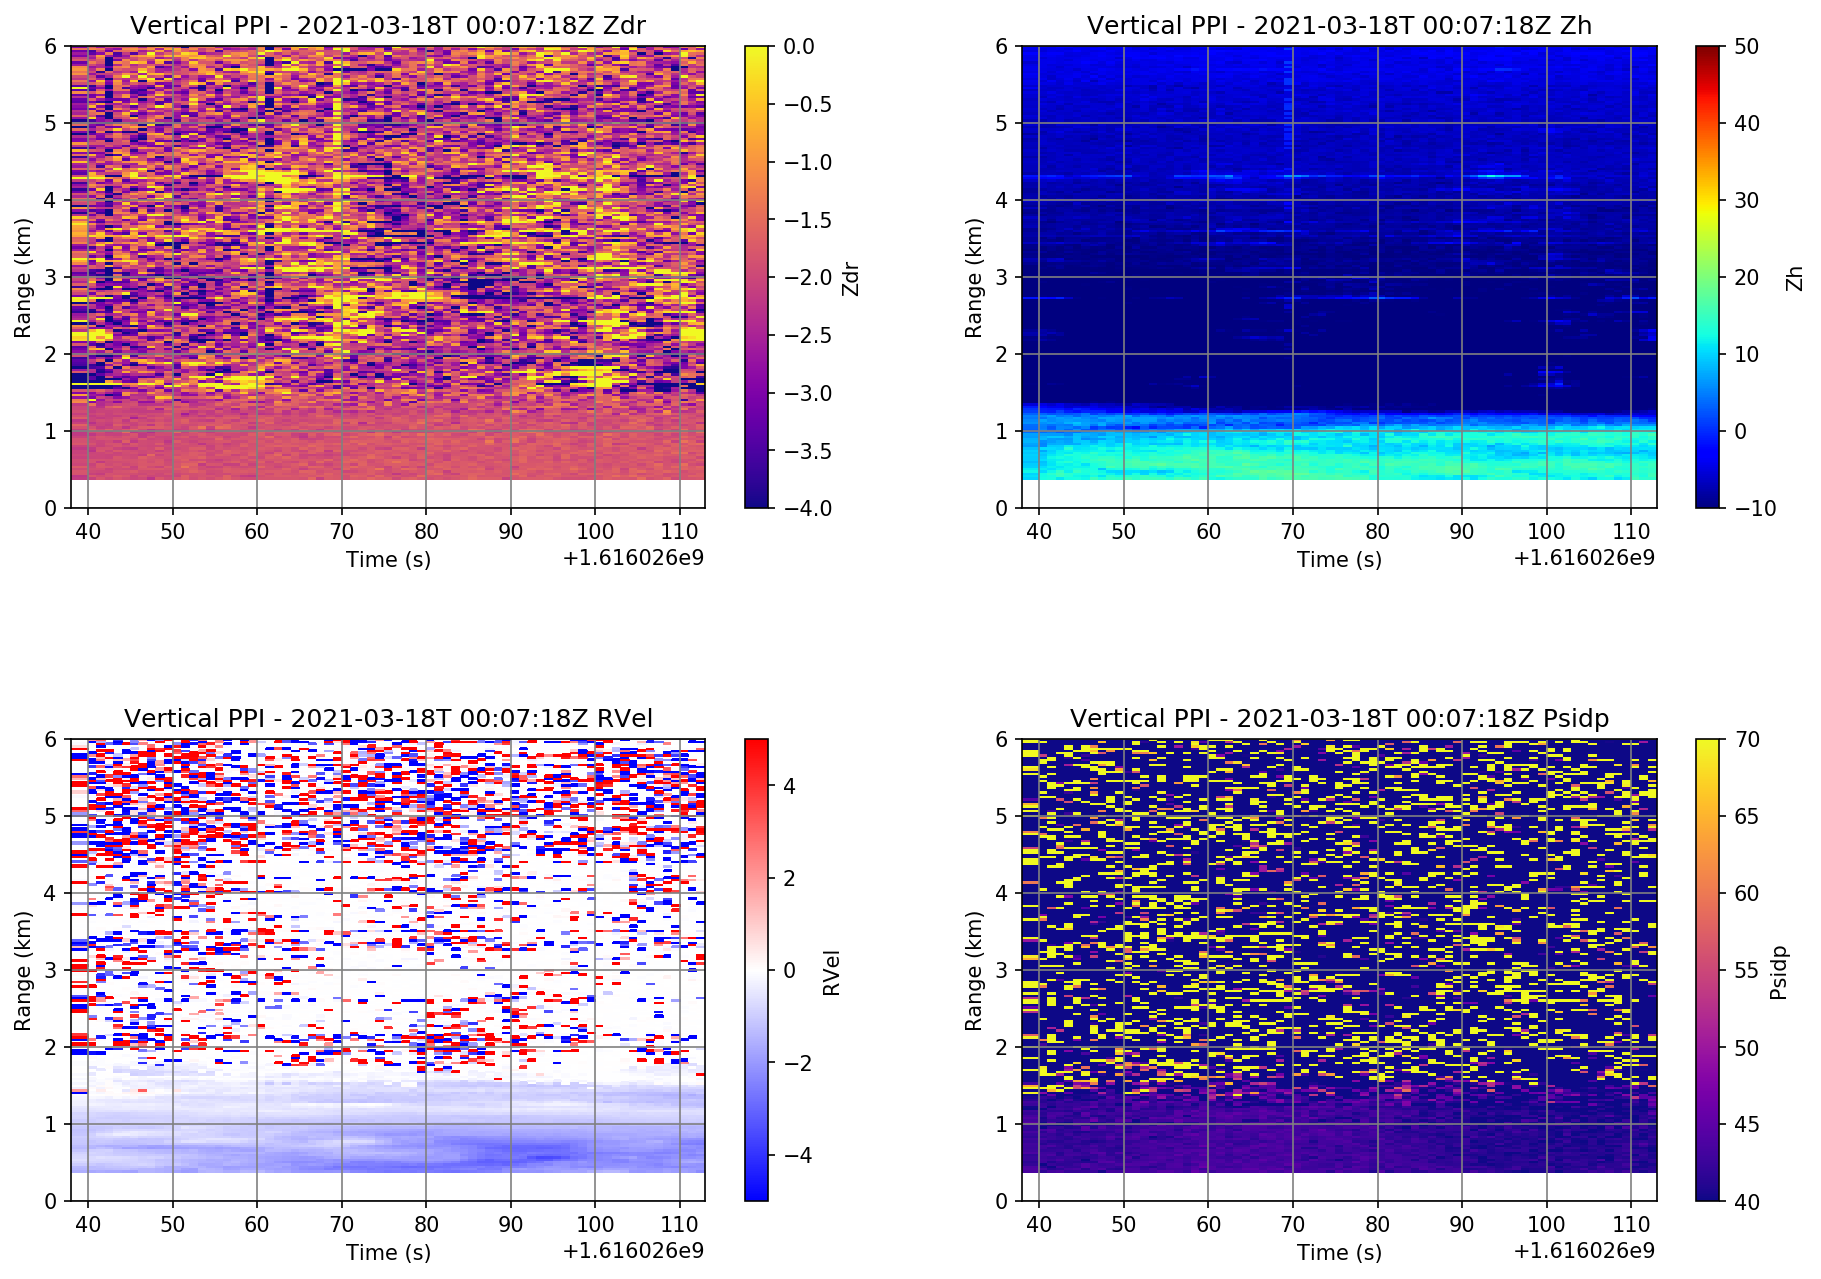 Vertical PPI - 2021-03-18T 00:07:18Z Zdr
6
5
4
3
2
1
0
Range (km)
40 50 60 70 80 90 100 110
Time (s)
+1.616026e9
0.0
−0.5
−1.0
−1.5
−2.0
−2.5
−3.0
−3.5
−4.0
Zdr
Vertical PPI - 2021-03-18T 00:07:18Z Zh
6
5
4
3
2
1
0
Range (km)
40 50 60 70 80 90 100 110
Time (s)
+1.616026e9
50
40
30
20
10
0
−10
Zh
Vertical PPI - 2021-03-18T 00:07:18Z RVel
6
5
4
3
2
1
0
Range (km)
40 50 60 70 80 90 100 110
Time (s)
+1.616026e9
4
2
0
−2
−4
RVel
Vertical PPI - 2021-03-18T 00:07:18Z Psidp
6
5
4
3
2
1
0
Range (km)
40 50 60 70 80 90 100 110
Time (s)
+1.616026e9
70
65
60
55
50
45
40
Psidp